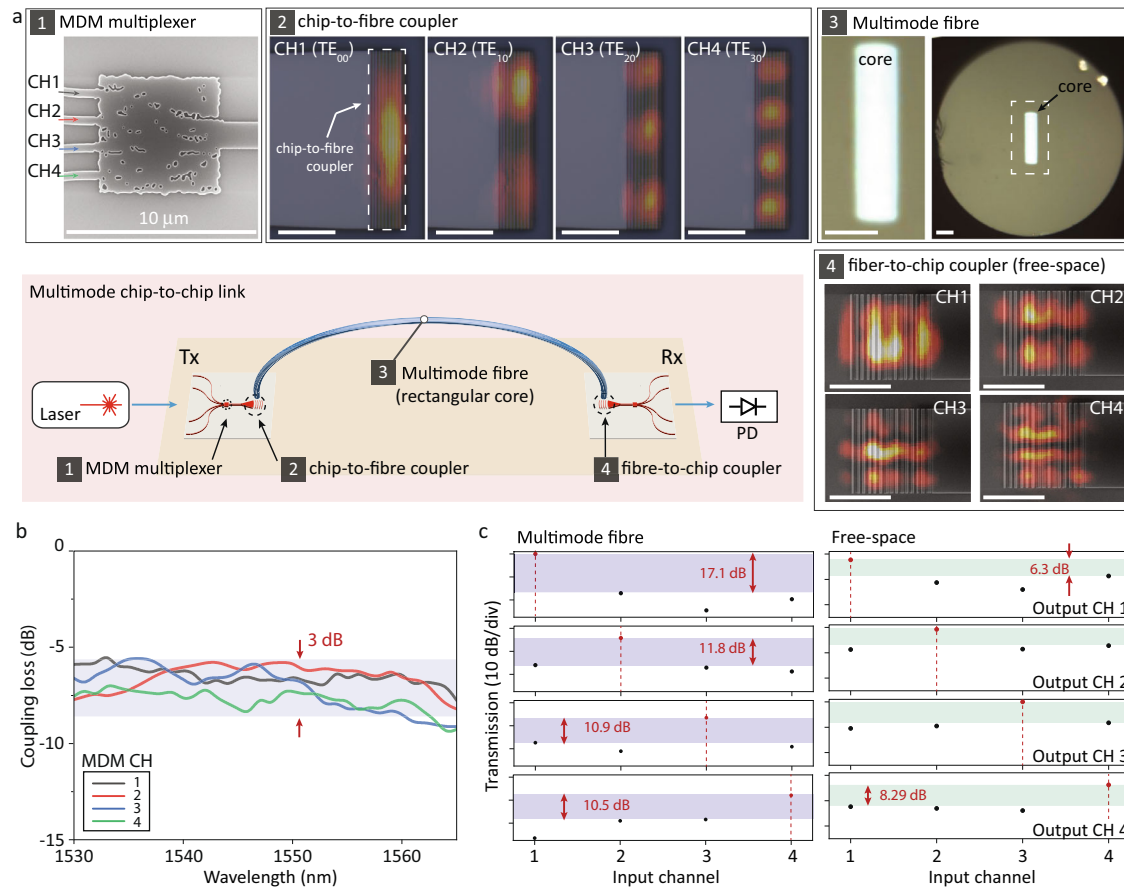 a
1 MDM multiplexer
CH1
CH2
CH3
CH4
10 μm
2 chip-to-fibre coupler
CH1 (TE00)
CH2 (TE10)
CH3 (TE20)
CH4 (TE30)
chip-to-fibre
coupler
3 Multimode fibre
core
core
Multimode chip-to-chip link
Laser
Tx
Rx
PD
3 Multimode fibre
(rectangular core)
1 MDM multiplexer
2 chip-to-fibre coupler
4 fibre-to-chip coupler
4 fiber-to-chip coupler (free-space)
CH1
CH2
CH3
CH4
b
Coupling loss (dB)
0
-5
-10
-15
3 dB
MDM CH
1
2
3
4
1530 1540 1550 1560
Wavelength (nm)
c
Multimode fibre
Free-space
Transmission (10 dB/div)
17.1 dB
11.8 dB
10.9 dB
10.5 dB
1 2 3 4
Input channel
6.3 dB
Output CH 1
Output CH 2
Output CH 3
8.29 dB
Output CH 4
1 2 3 4
Input channel